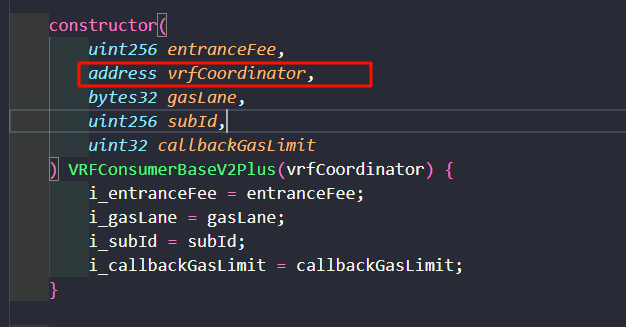 constructor(
uint256 entranceFee,
address vrfCoordinator,
bytes32 gasLane,
uint256 subId,
uint32 callbackGasLimit
) VRFConsumerBaseV2Plus(vrfCoordinator) {
i_entranceFee = entranceFee;
i_gasLane = gasLane;
i_subId = subId;
i_callbackGasLimit = callbackGasLimit;
}